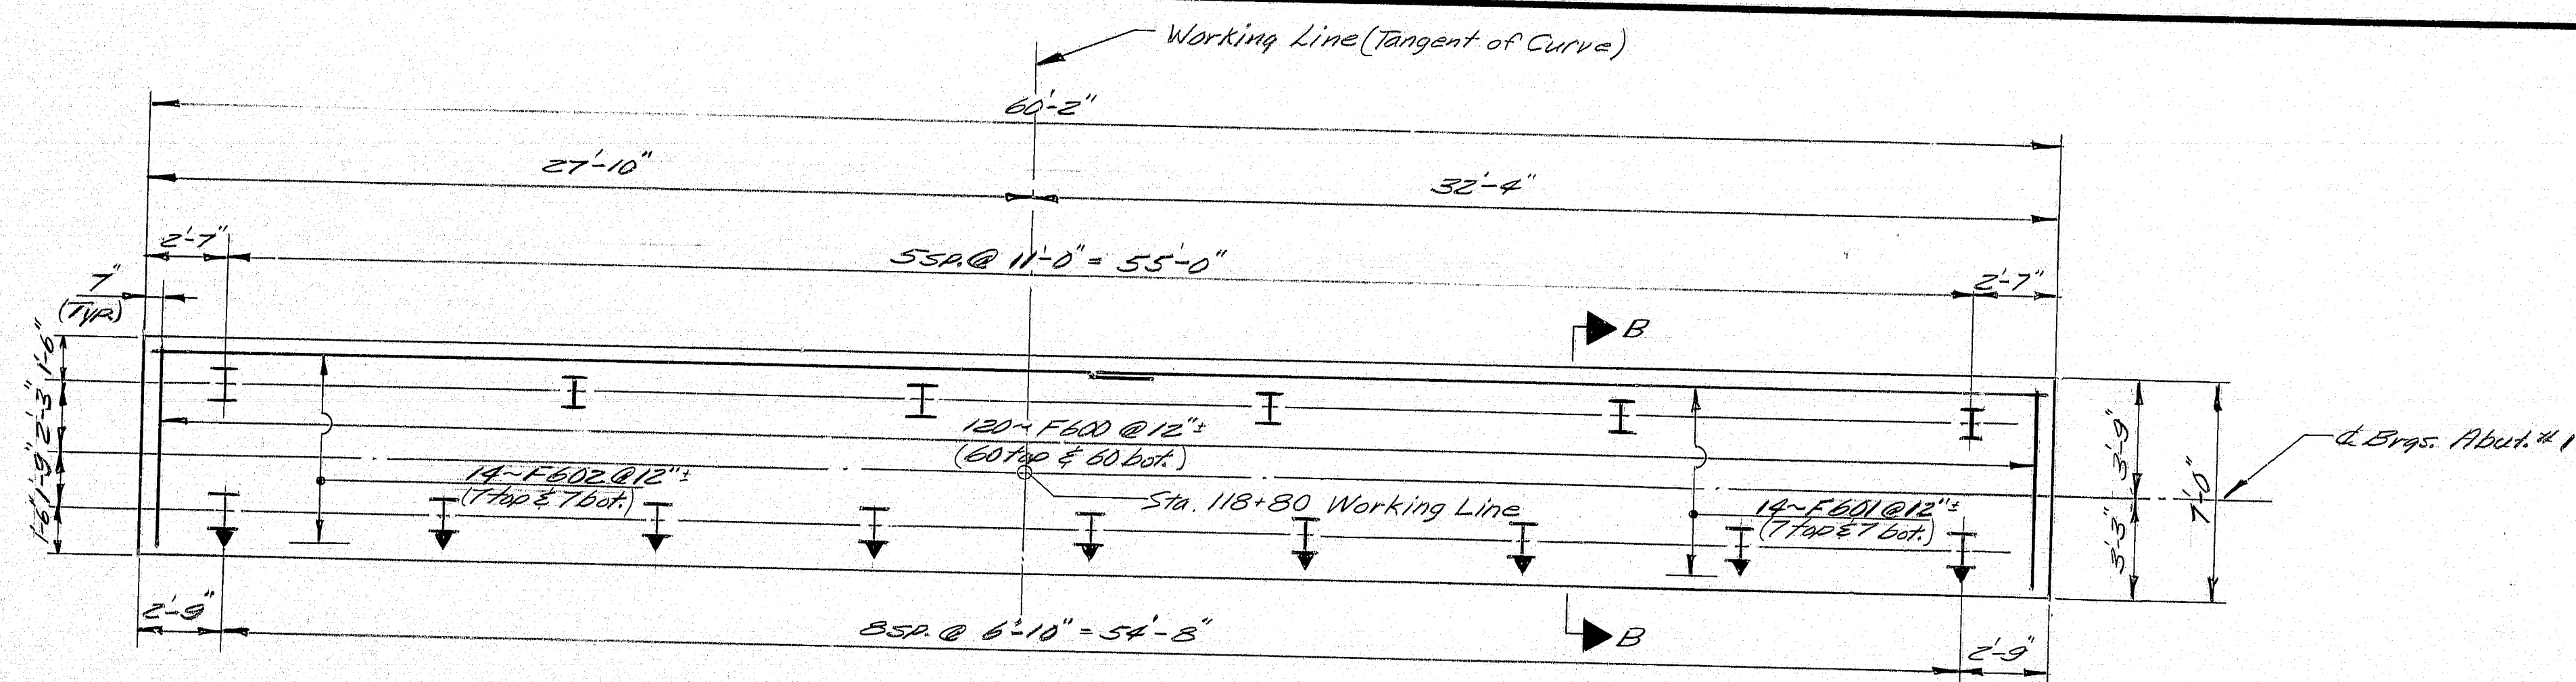 Working Line (Tangent of Curve)
60'-2"
27'-10"
32'-4"
2'-7"
5 sp. @ 11'-0" = 55'-0"
2'-7"
7"
(Typ.)
B
1'-6"
2'-3"
1'-9"
1'-6"
120~F600 @ 12"±
(60 top & 60 bot.)
14~F602 @ 12"±
(7 top & 7 bot.)
Sta. 118+80 Working Line
14~F601 @ 12"±
(7 top & 7 bot.)
3'-9"
3'-3"
7'-0"
℄ Brgs. Abut. #1
2'-9"
8 sp. @ 6'-10" = 54'-8"
B
2'-9"